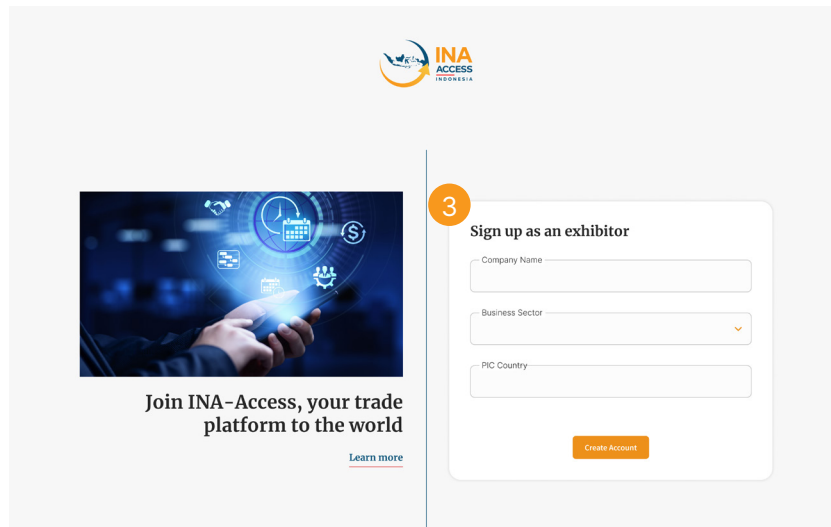 INA
ACCESS
INDONESIA
Join INA-Access, your trade
platform to the world
Learn more
3
Sign up as an exhibitor
Company Name
Business Sector
PIC Country
Create Account